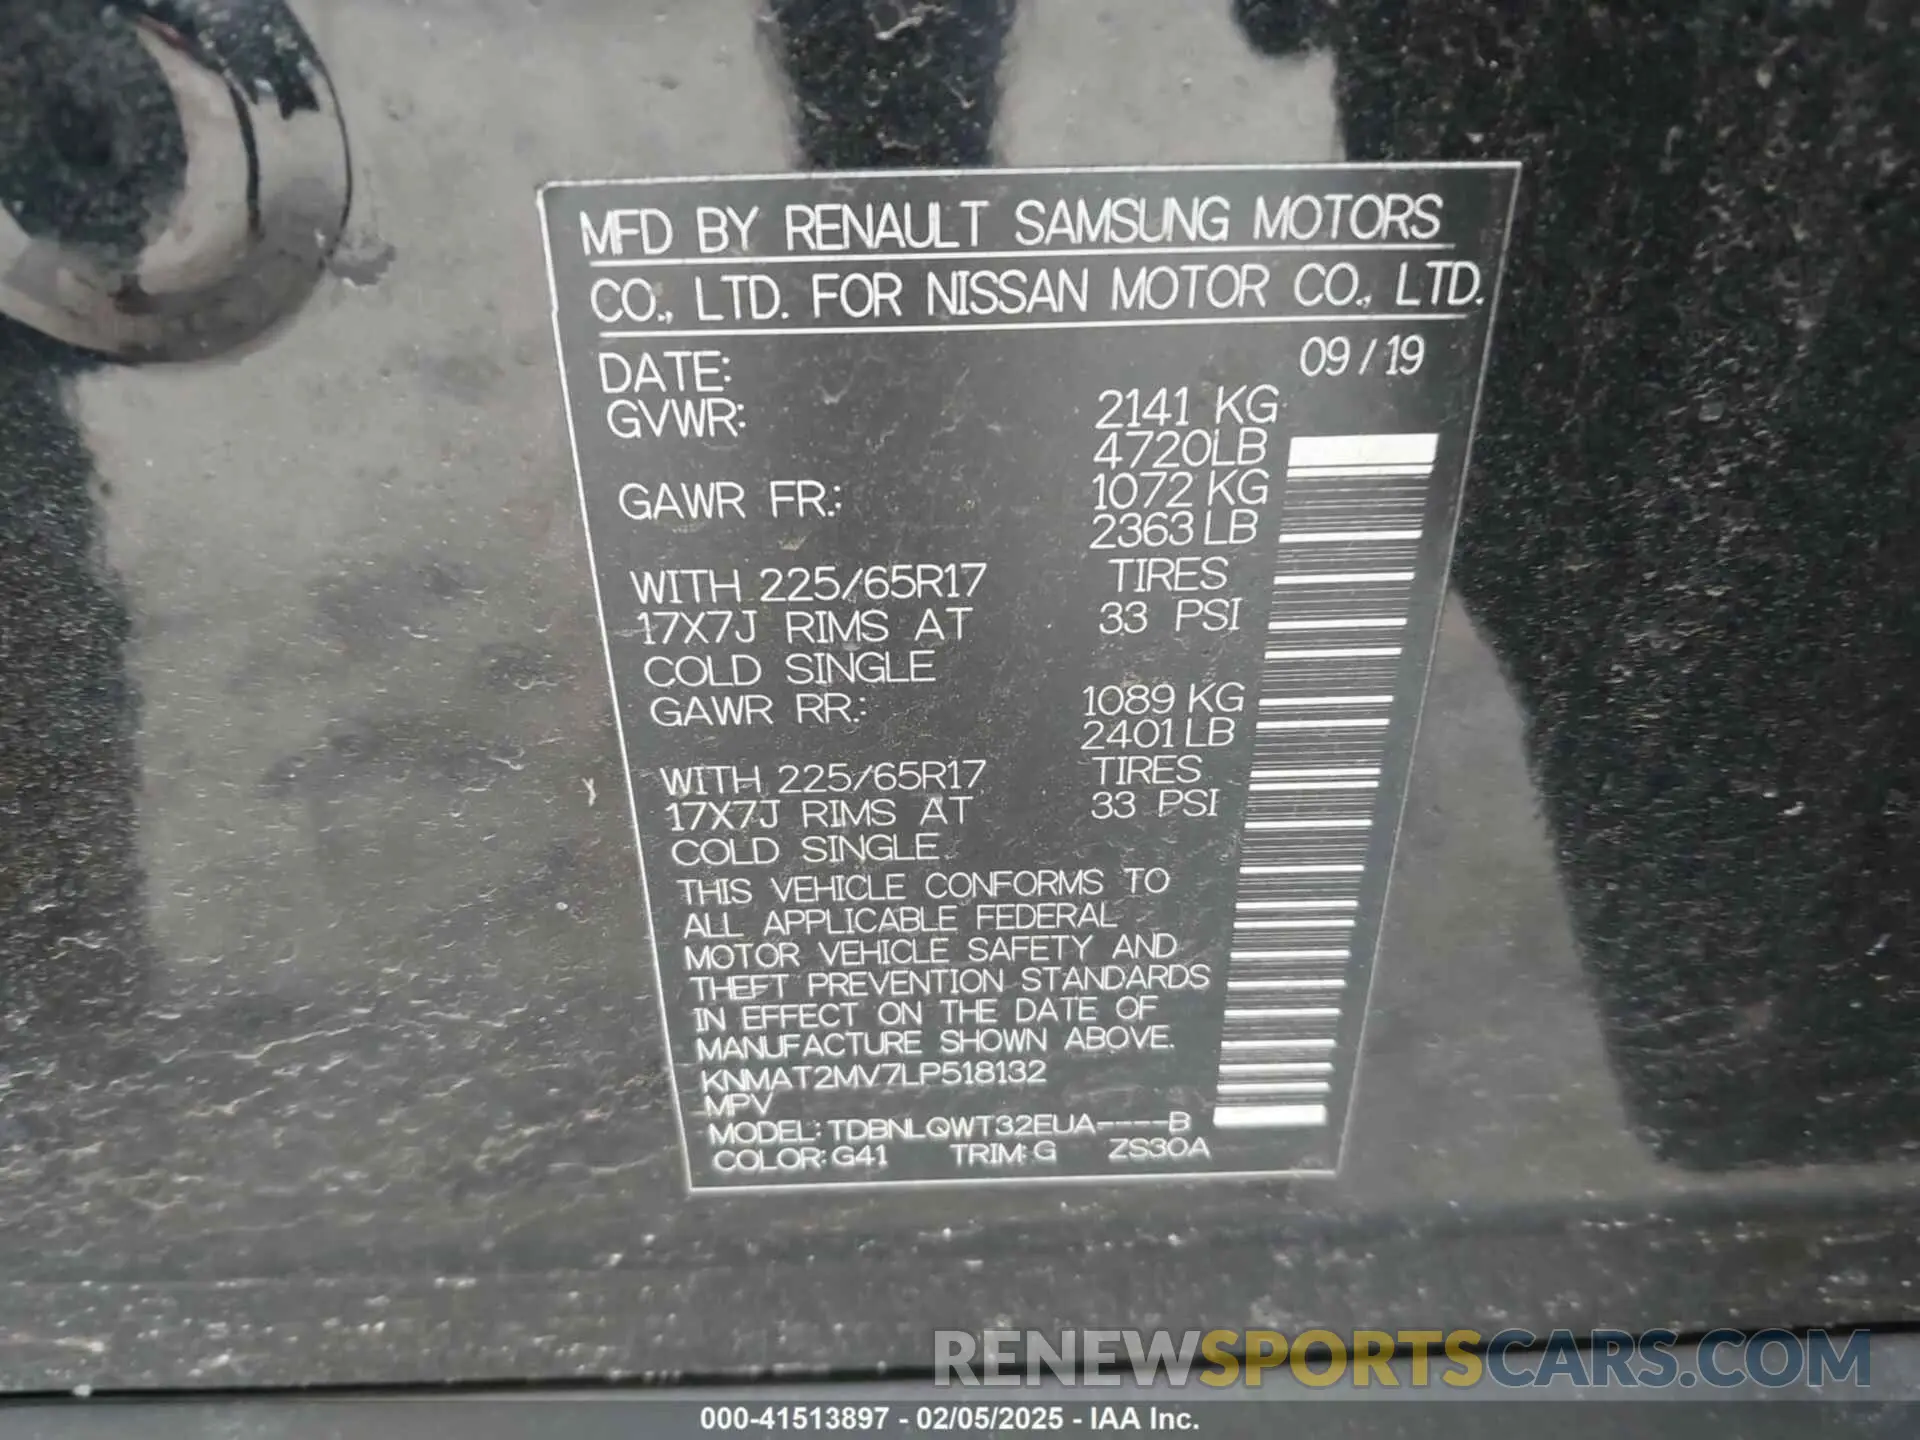 MFD BY RENAULT SAMSUNG MOTORS
CO., LTD. FOR NISSAN MOTOR CO., LTD.
DATE: 09 / 19
GVWR: 2141 KG
4720LB
GAWR FR.: 1072 KG
2363 LB
WITH 225/65R17 TIRES
17X7J RIMS AT 33 PSI
COLD SINGLE
GAWR RR.: 1089 KG
2401 LB
WITH 225/65R17 TIRES
17X7J RIMS AT 33 PSI
COLD SINGLE
THIS VEHICLE CONFORMS TO
ALL APPLICABLE FEDERAL
MOTOR VEHICLE SAFETY AND
THEFT PREVENTION STANDARDS
IN EFFECT ON THE DATE OF
MANUFACTURE SHOWN ABOVE.
KNMAT2MV7LP518132
MPV
MODEL: TDBNLQWT32EUA----B
COLOR: G41 TRIM: G ZS30A
RENEWSPORTSCARS.COM
000-41513897 - 02/05/2025 - IAA Inc.